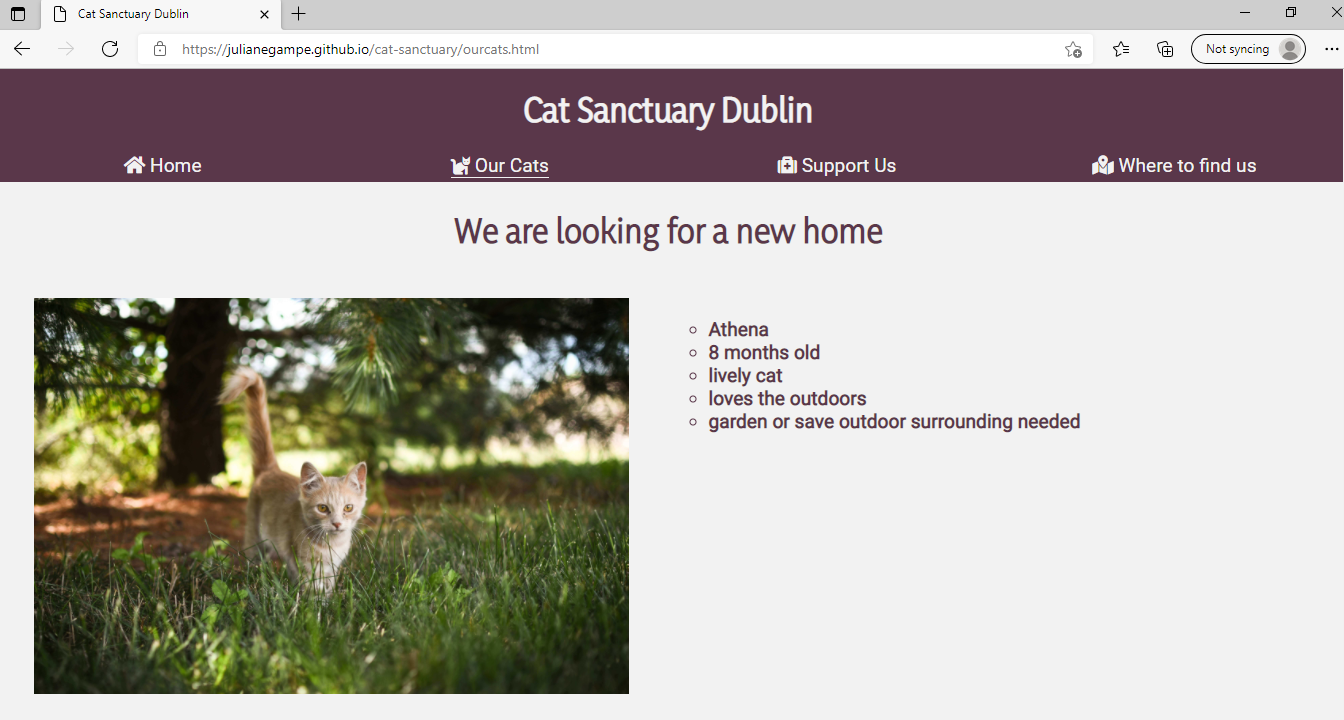 Cat Sanctuary Dublin
https://julianegampe.github.io/cat-sanctuary/ourcats.html
Not syncing
Cat Sanctuary Dublin
Home
Our Cats
Support Us
Where to find us
We are looking for a new home
Athena
8 months old
lively cat
loves the outdoors
garden or save outdoor surrounding needed